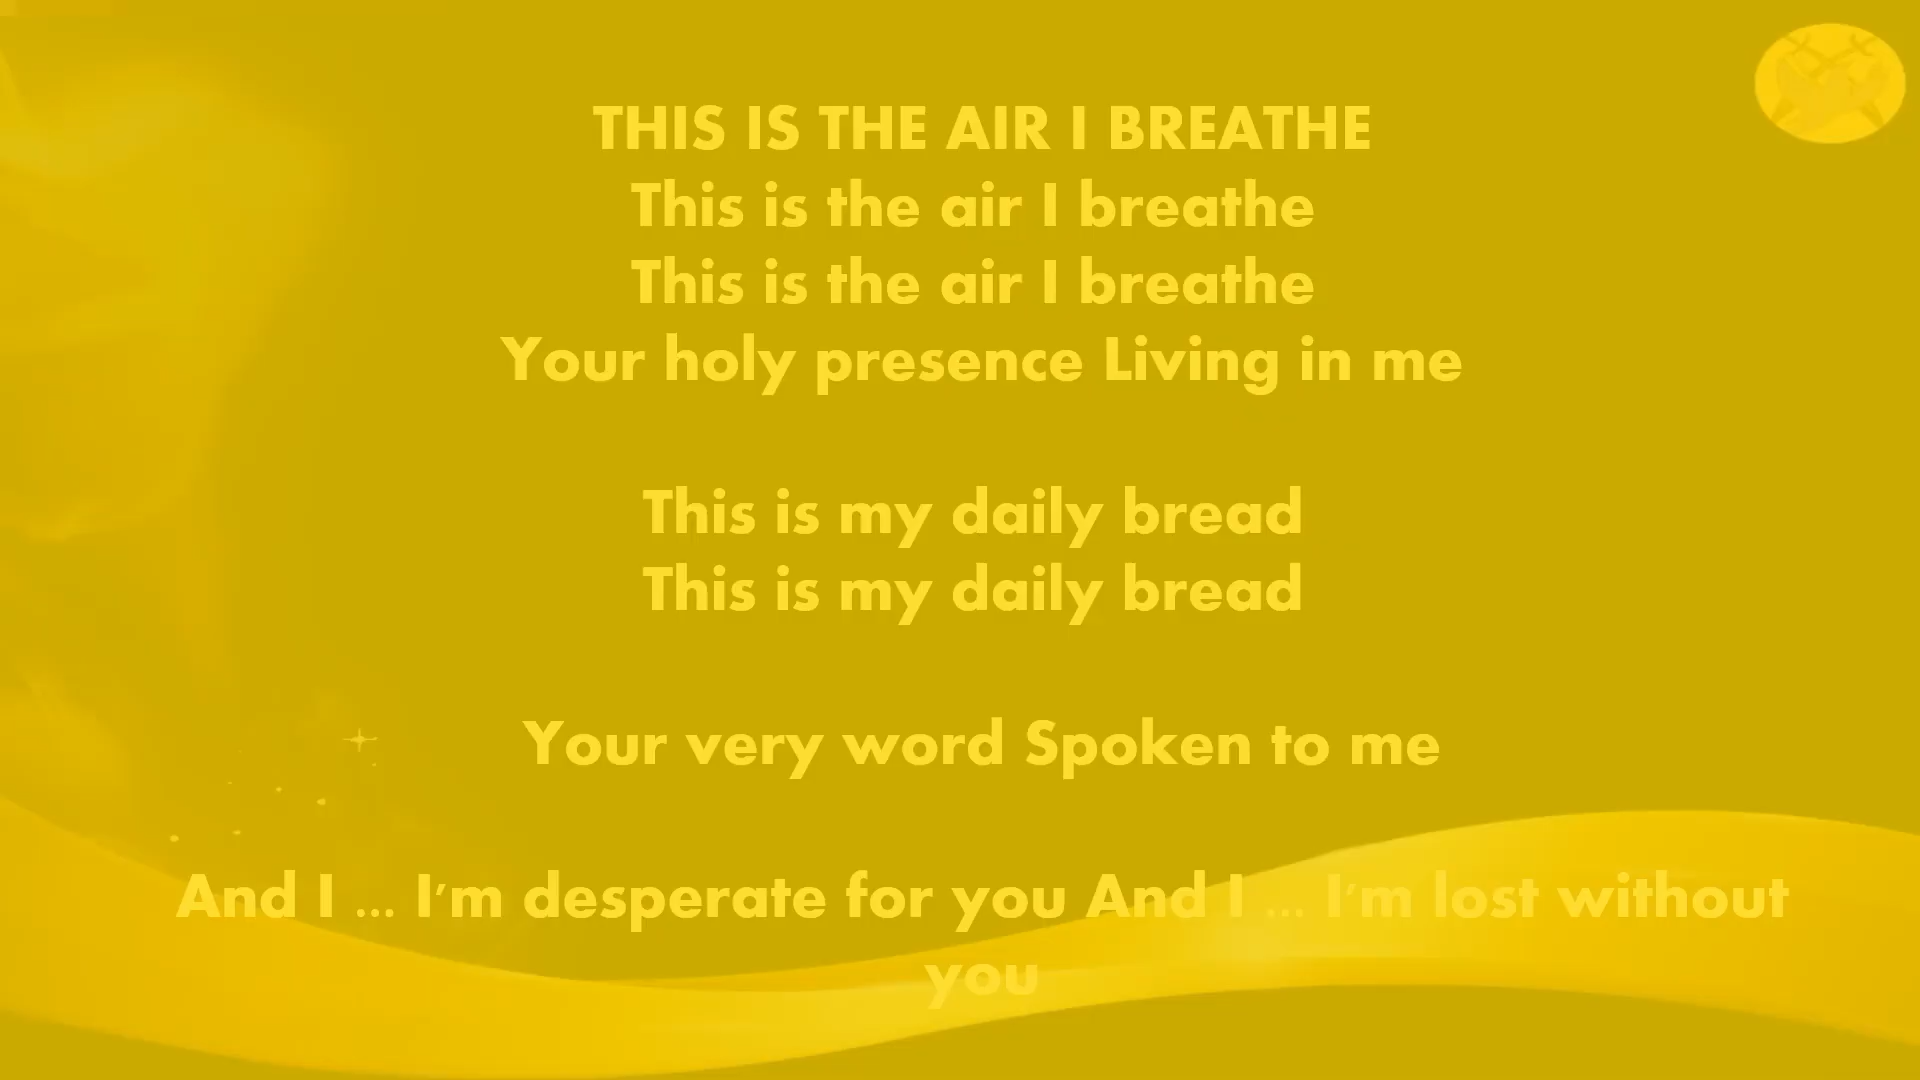 THIS IS THE AIR I BREATHE
This is the air I breathe
This is the air I breathe
Your holy presence Living in me
This is my daily bread
This is my daily bread
Your very word Spoken to me
And I ... I'm desperate for you And I ... I'm lost without
you